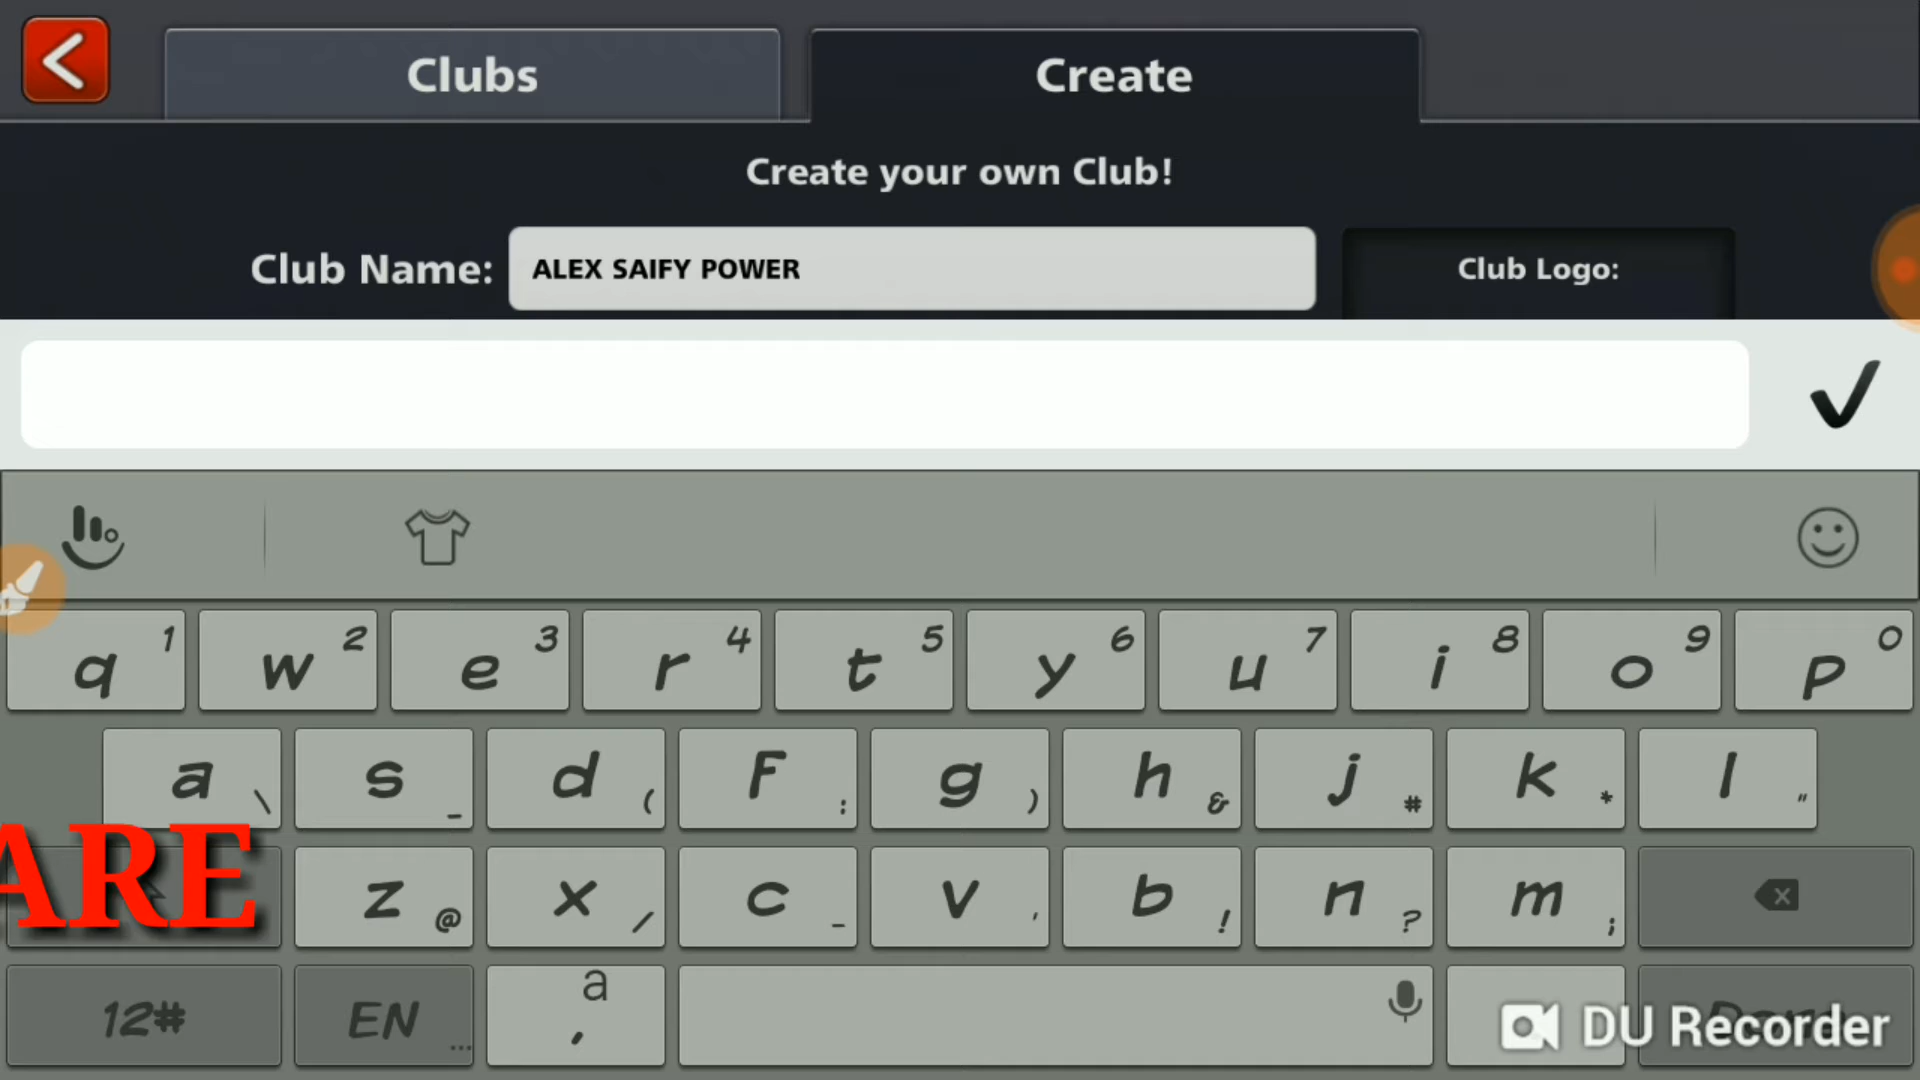 Clubs Create
Create your own Club!
Club Name: ALEX SAIFY POWER Club Logo:
q 1 w 2 e 3 r 4 t 5 y 6 u 7 i 8 o 9 p 0
a \ s _ d ( F : g ) h & j # k * l "
ARE z @ x / c - v ' b ! n ? m ;
12# EN ... a ,
DU Recorder